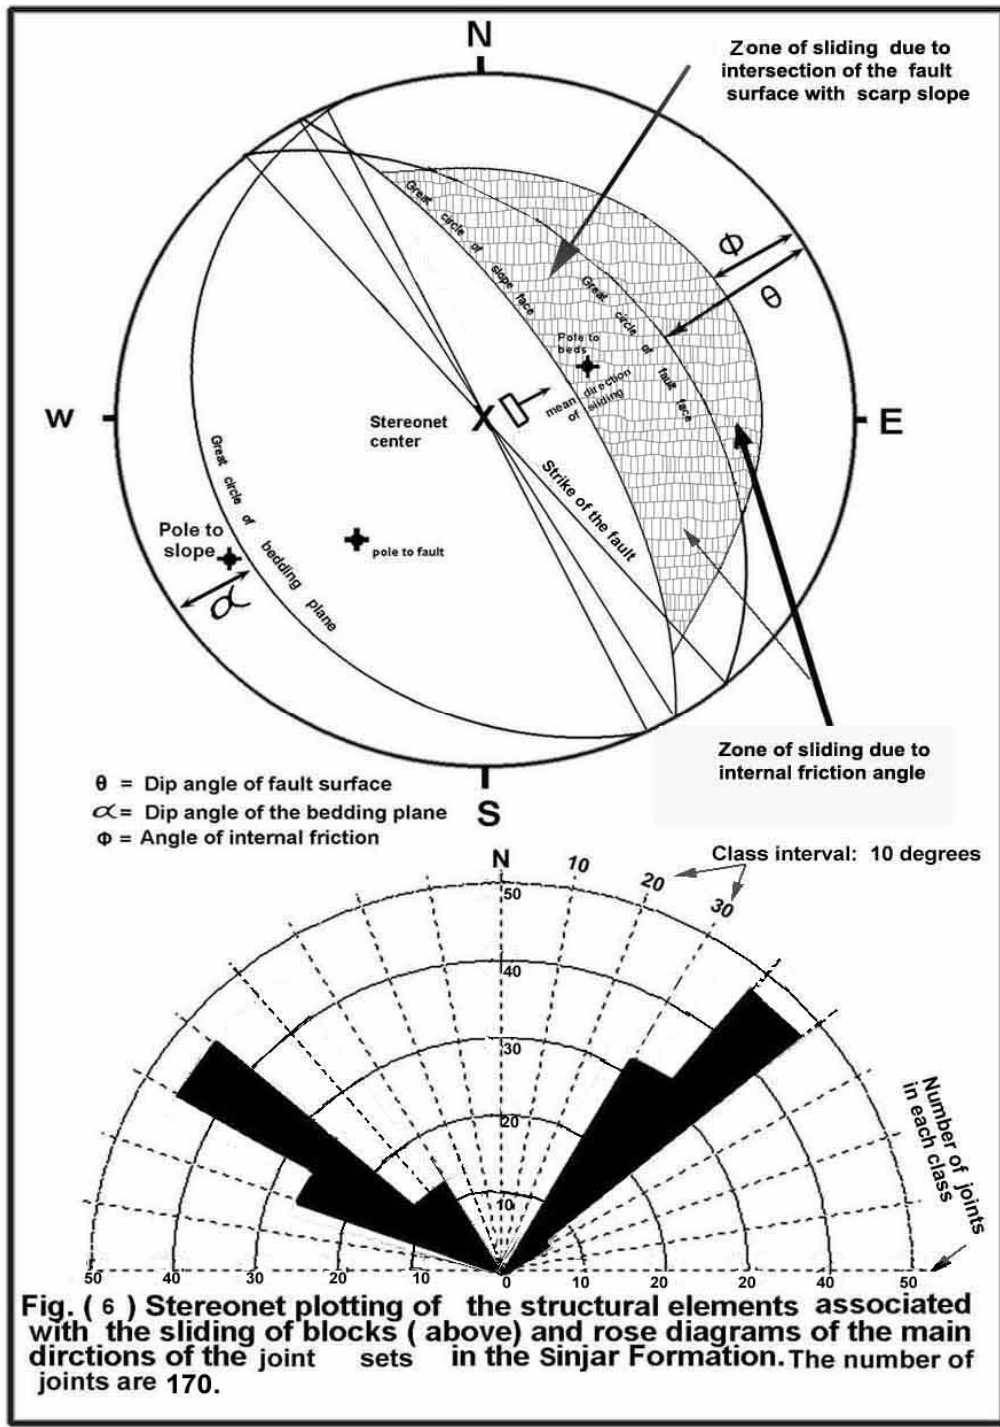 N
Zone of sliding due to
intersection of the fault
surface with scarp slope
Φ
θ
Great circle of slope face
Great circle of fault face
Pole to
beds
mean direction
of sliding
W
E
Stereonet
center
X
Strike of the fault
Great circle of bedding plane
Pole to
slope
pole to fault
α
Zone of sliding due to
internal friction angle
θ = Dip angle of fault surface
α = Dip angle of the bedding plane
Φ = Angle of internal friction
S
N
Class interval: 10 degrees
10
20
30
50
40
30
20
10
Number of joints
in each class
50 40 30 20 10 0 10 20 20 40 50
Fig. ( 6 ) Stereonet plotting of the structural elements associated
with the sliding of blocks ( above) and rose diagrams of the main
dirctions of the joint sets in the Sinjar Formation. The number of
joints are 170.